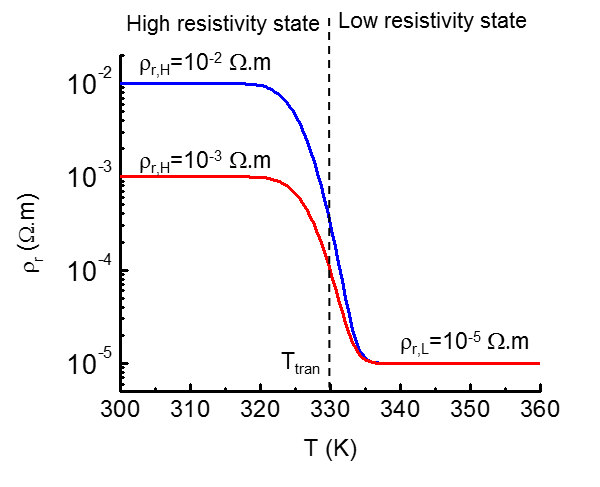 High resistivity state Low resistivity state
ρr,H=10-2 Ω.m
ρr,H=10-3 Ω.m
ρr,L=10-5 Ω.m
Ttran
10-2
10-3
10-4
10-5
ρr (Ω.m)
300 310 320 330 340 350 360
T (K)